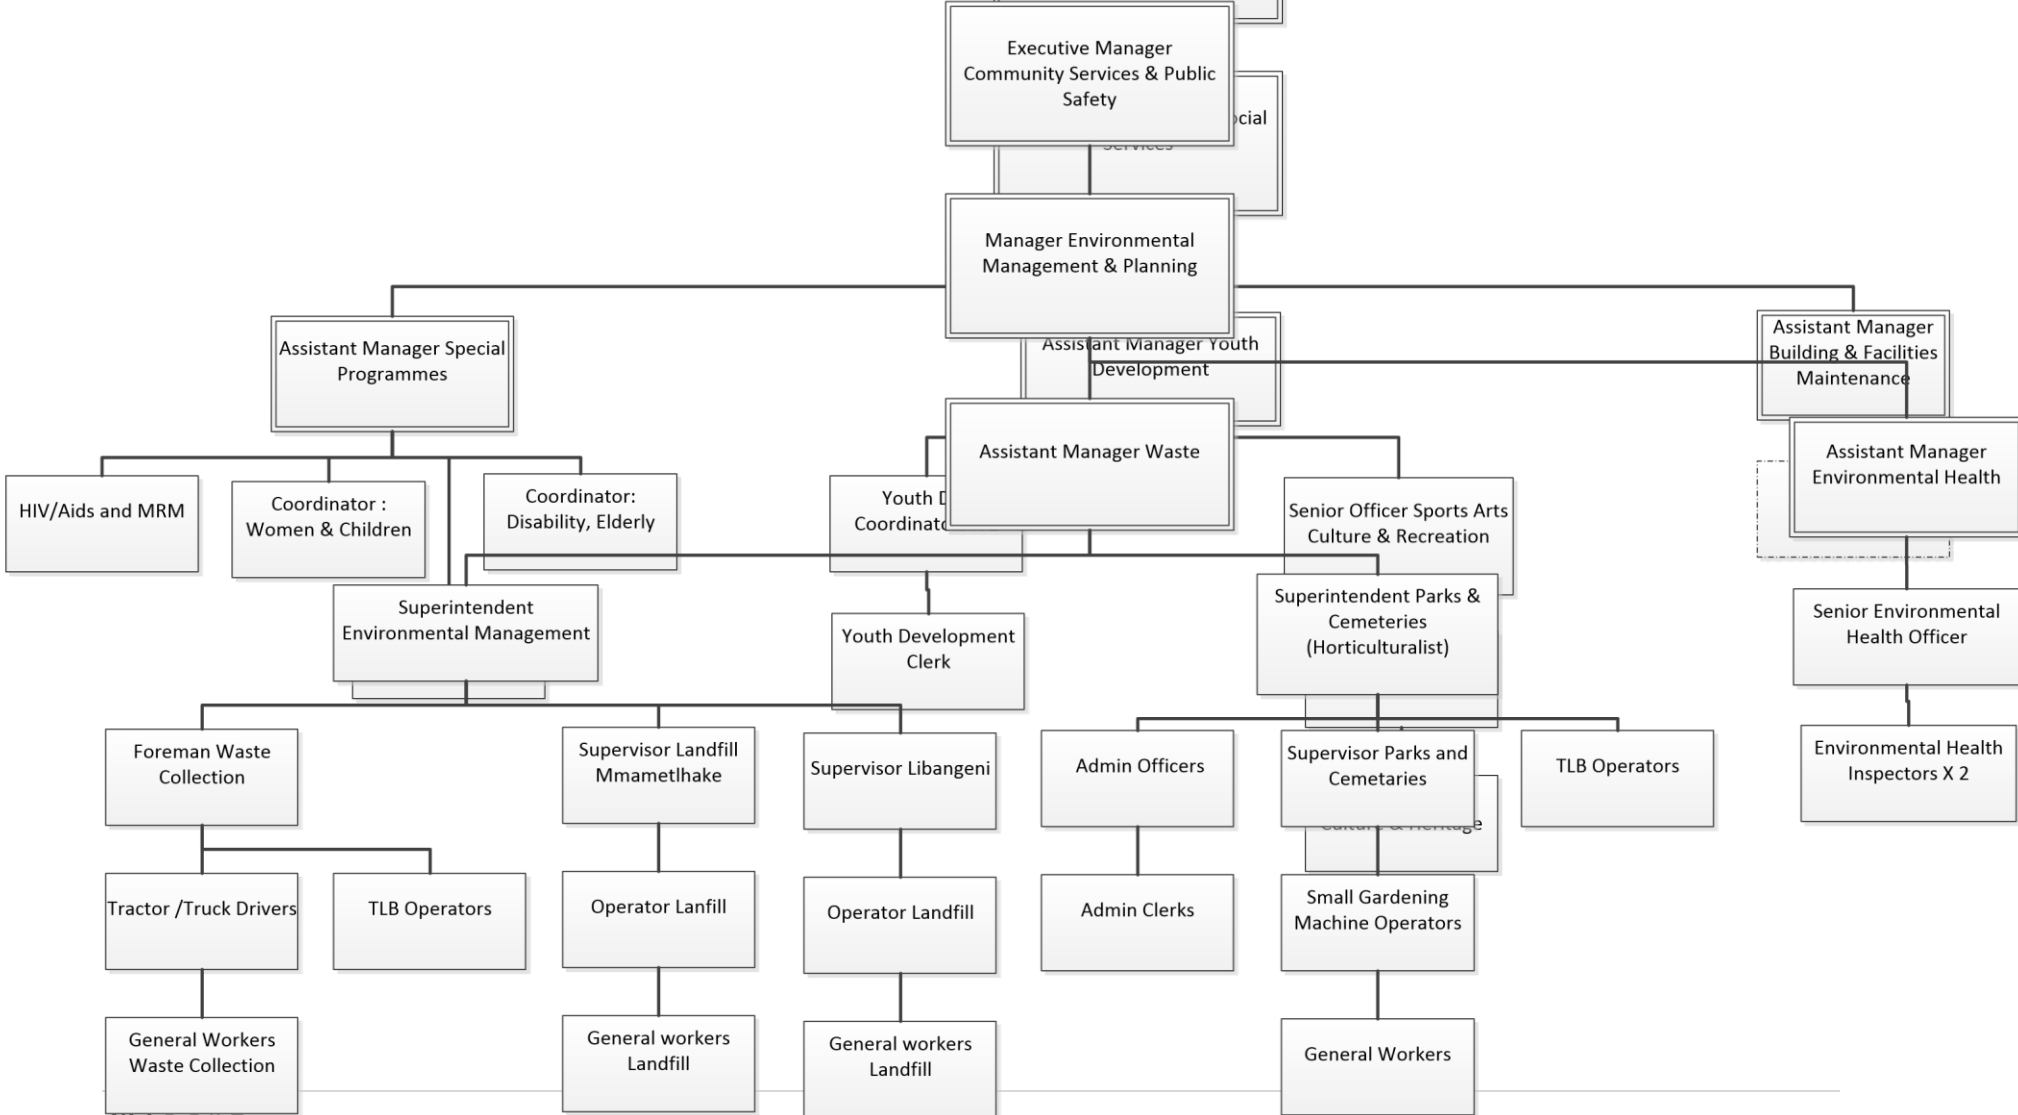 Executive Manager
Community Services & Public
Safety
Services
Manager Environmental
Management & Planning
Assistant Manager Special
Programmes
Assistant Manager Youth
Development
Assistant Manager
Building & Facilities
Maintenance
Assistant Manager Waste
Assistant Manager
Environmental Health
HIV/Aids and MRM
Coordinator :
Women & Children
Coordinator:
Disability, Elderly
Youth
Senior Officer Sports Arts
Culture & Recreation
Superintendent
Environmental Management
Youth Development
Clerk
Superintendent Parks &
Cemeteries
(Horticulturalist)
Senior Environmental
Health Officer
Foreman Waste
Collection
Supervisor Landfill
Mmametlhake
Supervisor Libangeni
Admin Officers
Supervisor Parks and
Cemetaries
TLB Operators
Environmental Health
Inspectors X 2
Culture & Heritage
Tractor /Truck Drivers
TLB Operators
Operator Lanfill
Operator Landfill
Admin Clerks
Small Gardening
Machine Operators
General Workers
Waste Collection
General workers
Landfill
General workers
Landfill
General Workers